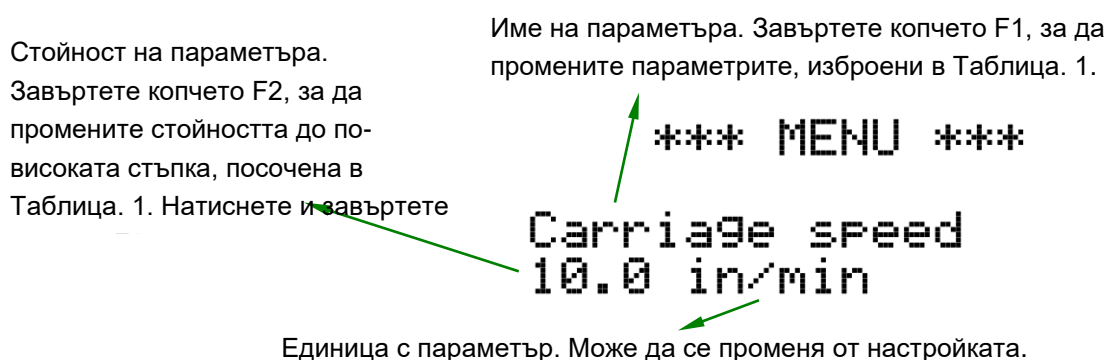 Стойност на параметъра.
Завъртете копчето F2, за да
промените стойността до по-
високата стъпка, посочена в
Таблица. 1. Натиснете и завъртете
Име на параметъра. Завъртете копчето F1, за да
промените параметрите, изброени в Таблица. 1.
*** MENU ***
Carriage speed
10.0 in/min
Единица с параметър. Може да се променя от настройката.